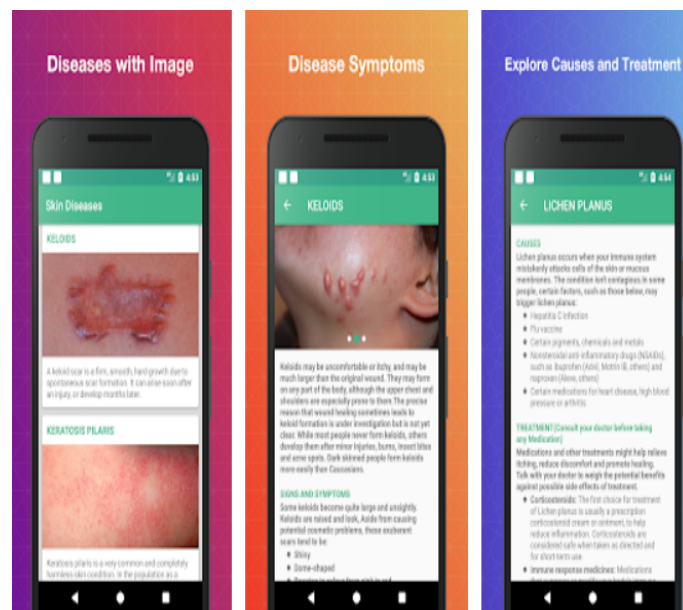 Diseases with Image
4:53
Skin Diseases
KELOIDS
A keloid scar is a firm, smooth, hard growth due to
spontaneous scar formation. It can arise soon after
an injury, or develop months later.
KERATOSIS PILARIS
Keratosis pilaris is a very common and completely
harmless skin condition. In the population as a
Disease Symptoms
4:53
KELOIDS
Keloids may be uncomfortable or itchy, and may be
much larger than the original wound. They may form
on any part of the body, although the upper chest and
shoulders are especially prone to them.The precise
reason that wound healing sometimes leads to
keloid formation is under investigation but is not yet
clear. While most people never form keloids, others
develop them after minor injuries, burns, insect bites
and acne spots. Dark skinned people form keloids
more easily than Caucasians.
SIGNS AND SYMPTOMS
Some keloids become quite large and unsightly.
Keloids are raised and look, Aside from causing
potential cosmetic problems, these exuberant
scars tend to be:
Shiny
Dome-shaped
Explore Causes and Treatment
4:54
LICHEN PLANUS
CAUSES
Lichen planus occurs when your immune system
mistakenly attacks cells of the skin or mucous
membranes. The condition isn't contagious.In some
people, certain factors, such as those below, may
trigger lichen planus:
Hepatitis C infection
Flu vaccine
Certain pigments, chemicals and metals
Nonsteroidal anti-inflammatory drugs (NSAIDs),
such as ibuprofen (Advil, Motrin IB, others) and
naproxen (Aleve, others)
Certain medications for heart disease, high blood
pressure or arthritis
TREATMENT(Consult your doctor before taking
any Medication)
Medications and other treatments might help relieve
itching, reduce discomfort and promote healing.
Talk with your doctor to weigh the potential benefits
against possible side effects of treatment.
Corticosteroids: The first choice for treatment
of Lichen planus is usually a prescription
corticosteroid cream or ointment, to help
reduce inflammation. Corticosteroids are
considered safe when taken as directed and
for short-term use.
Immune response medicines: Medications